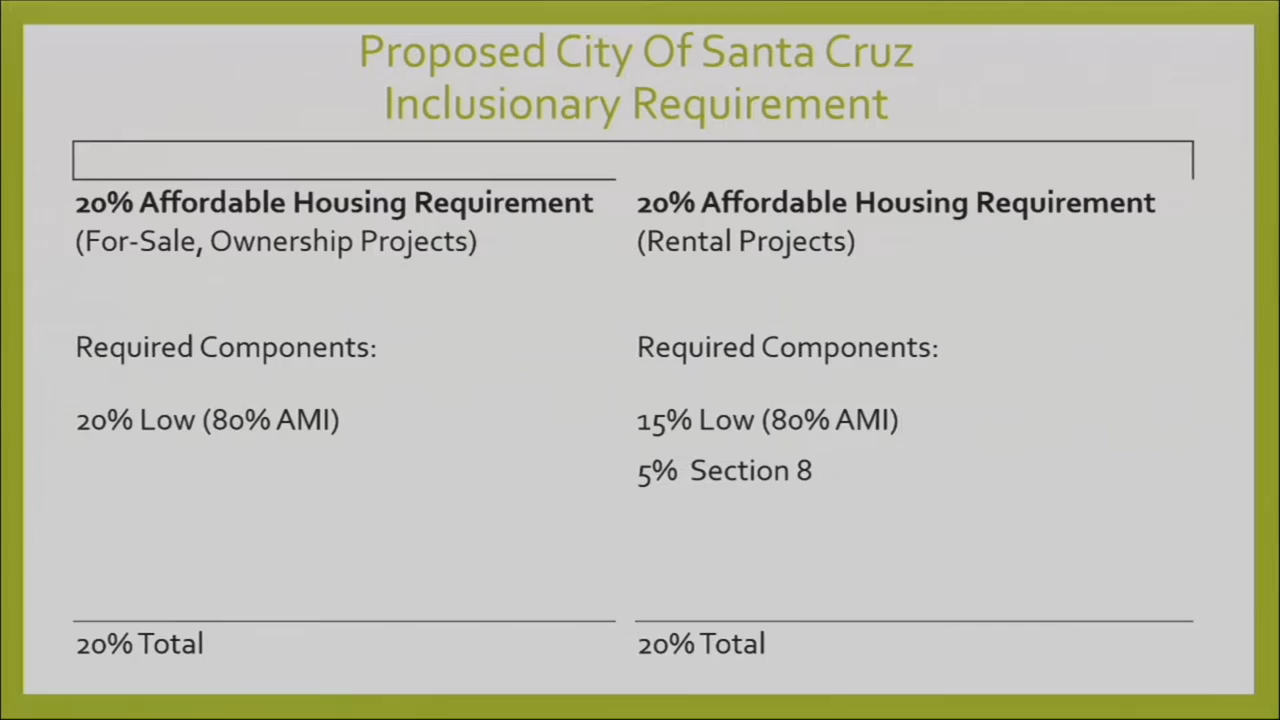 Proposed City Of Santa Cruz
Inclusionary Requirement
20% Affordable Housing Requirement
(For-Sale, Ownership Projects)
Required Components:
20% Low (80% AMI)
20% Total
20% Affordable Housing Requirement
(Rental Projects)
Required Components:
15% Low (80% AMI)
5% Section 8
20% Total